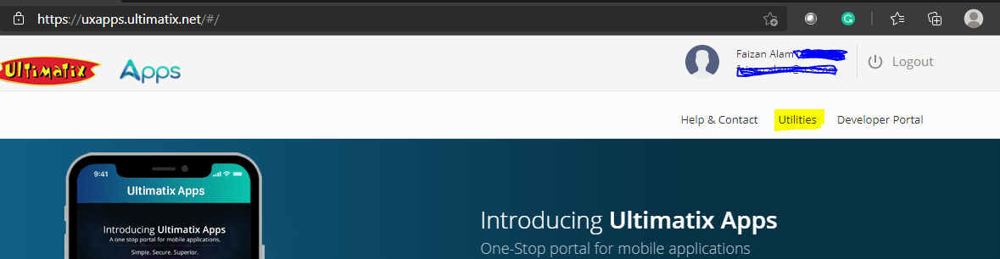 https://uxapps.ultimatix.net/#/
Ultimatix Apps
Faizan Alam
Logout
Help & Contact Utilities Developer Portal
9:41
Ultimatix Apps
Introducing Ultimatix Apps
A one stop portal for mobile applications.
Simple. Secure. Superior.
Introducing Ultimatix Apps
One-Stop portal for mobile applications